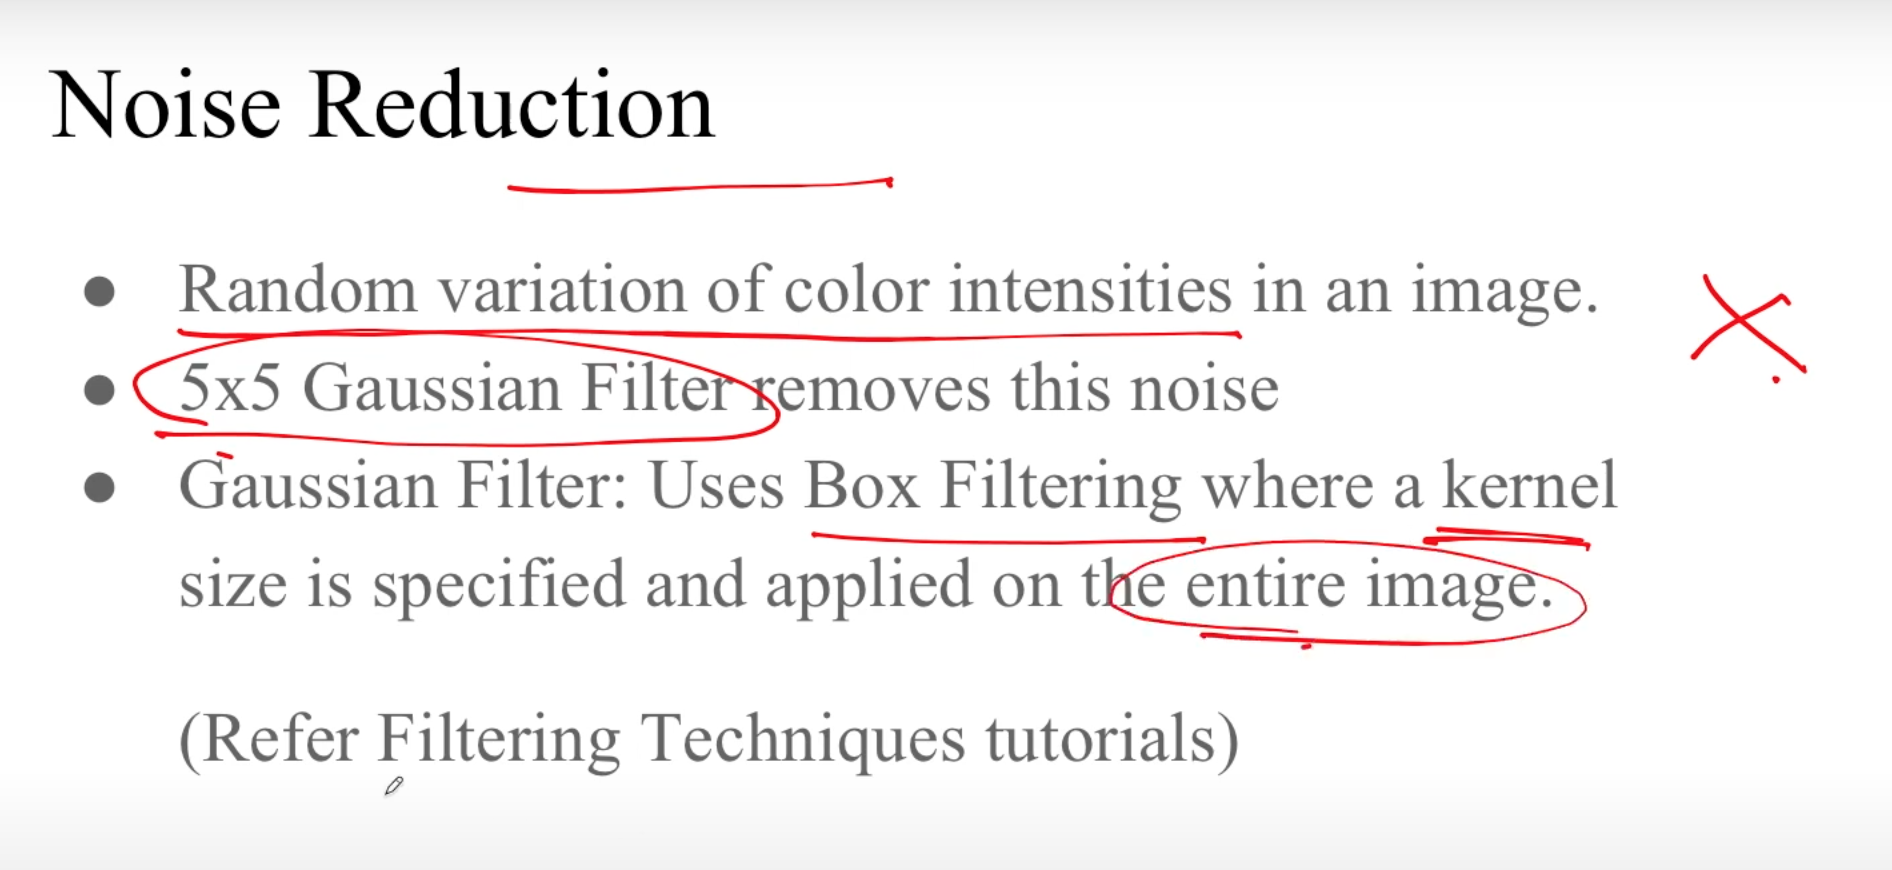 Noise Reduction
● Random variation of color intensities in an image.
● 5x5 Gaussian Filter removes this noise
● Gaussian Filter: Uses Box Filtering where a kernel
size is specified and applied on the entire image.
(Refer Filtering Techniques tutorials)